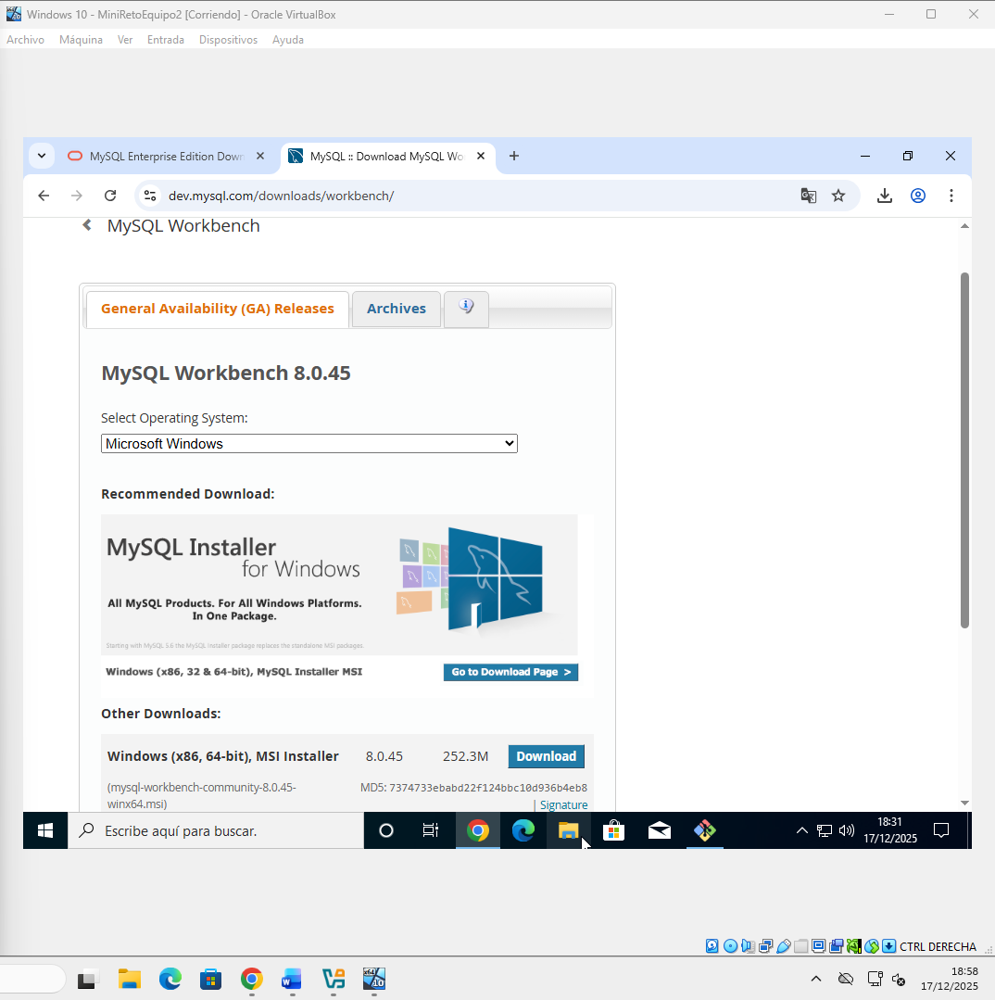 Windows 10 - MiniRetoEquipo2 [Corriendo] - Oracle VirtualBox
Archivo Máquina Ver Entrada Dispositivos Ayuda
MySQL Enterprise Edition Down
MySQL :: Download MySQL Wo
dev.mysql.com/downloads/workbench/
MySQL Workbench
General Availability (GA) Releases
Archives
MySQL Workbench 8.0.45
Select Operating System:
Microsoft Windows
Recommended Download:
MySQL Installer
for Windows
All MySQL Products. For All Windows Platforms.
In One Package.
Starting with MySQL 5.6 the MySQL Installer package replaces the standalone MSI packages.
Windows (x86, 32 & 64-bit), MySQL Installer MSI
Go to Download Page >
Other Downloads:
Windows (x86, 64-bit), MSI Installer 8.0.45 252.3M Download
(mysql-workbench-community-8.0.45-
winx64.msi)
MD5: 7374733ebabd22f124bbc10d936b4eb8
| Signature
Escribe aquí para buscar.
18:31
17/12/2025
CTRL DERECHA
18:58
17/12/2025